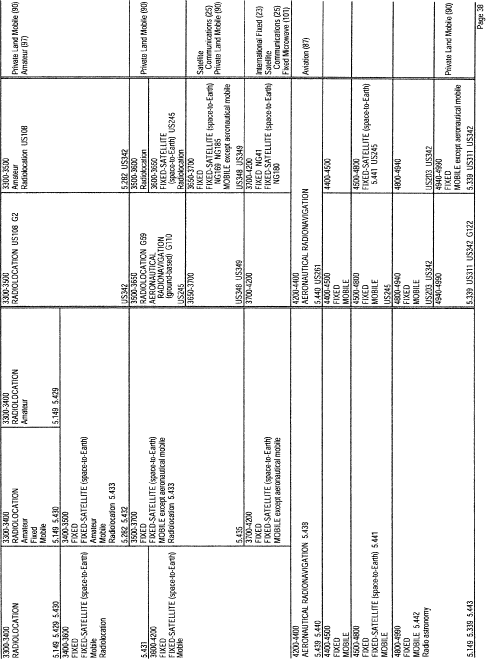 3300-3400
RADIOLOCATION
5.149 5.429 5.430
3400-3600
FIXED
FIXED-SATELLITE (space-to-Earth)
Mobile
Radiolocation
5.431
3600-4200
FIXED
FIXED-SATELLITE (space-to-Earth)
Mobile
3300-3400
RADIOLOCATION
Amateur
Fixed
Mobile
5.149 5.430
3400-3500
FIXED
FIXED-SATELLITE (space-to-Earth)
Amateur
Mobile
Radiolocation 5.433
5.282 5.432
3500-3700
FIXED
FIXED-SATELLITE (space-to-Earth)
MOBILE except aeronautical mobile
Radiolocation 5.433
5.435
3700-4200
FIXED
FIXED-SATELLITE (space-to-Earth)
MOBILE except aeronautical mobile
3300-3400
RADIOLOCATION
Amateur
5.149 5.429
4200-4400
AERONAUTICAL RADIONAVIGATION 5.438
5.439 5.440
4400-4500
FIXED
MOBILE
4500-4800
FIXED
FIXED-SATELLITE (space-to-Earth) 5.441
MOBILE
4800-4990
FIXED
MOBILE 5.442
Radio astronomy
5.149 5.339 5.443
3300-3500
RADIOLOCATION US108 G2
US342
3500-3650
RADIOLOCATION G59
AERONAUTICAL
RADIONAVIGATION
(ground-based) G110
US245
3650-3700
US348 US349
3700-4200
4200-4400
AERONAUTICAL RADIONAVIGATION
5.440 US261
4400-4500
FIXED
MOBILE
4500-4800
FIXED
MOBILE
US245
4800-4940
FIXED
MOBILE
US203 US342
4940-4990
5.339 US311 US342 G122
3300-3500
Amateur
Radiolocation US108
5.282 US342
3500-3600
Radiolocation
3600-3650
FIXED-SATELLITE
(space-to-Earth) US245
Radiolocation
3650-3700
FIXED
FIXED-SATELLITE (space-to-Earth)
NG169 NG185
MOBILE except aeronautical mobile
US348 US349
3700-4200
FIXED NG41
FIXED-SATELLITE (space-to-Earth)
NG180
4400-4500
4500-4800
FIXED-SATELLITE (space-to-Earth)
5.441 US245
4800-4940
US203 US342
4940-4990
FIXED
MOBILE except aeronautical mobile
5.339 US311 US342
Private Land Mobile (90)
Amateur (97)
Private Land Mobile (90)
Satellite
Communications (25)
Private Land Mobile (90)
International Fixed (23)
Satellite
Communications (25)
Fixed Microwave (101)
Aviation (87)
Private Land Mobile (90)
Page 38